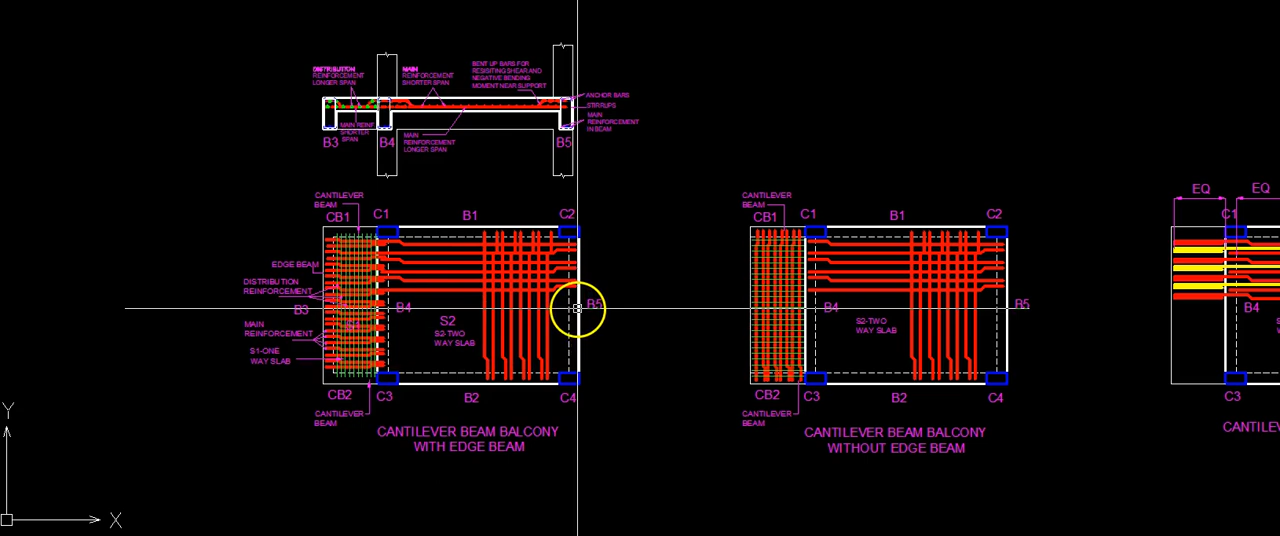 DISTRIBUTION
REINFORCEMENT
LONGER SPAN
MAIN
REINFORCEMENT
SHORTER SPAN
BENT UP BARS FOR
RESISITING SHEAR AND
NEGATIVE BENDING
MOMENT NEAR SUPPORT
ANCHOR BARS
STIRRUPS
MAIN
REINFORCEMENT
IN BEAM
MAIN REINF
SHORTER
SPAN
MAIN
REINFORCEMENT
LONGER SPAN
B3
B4
B5
CANTILEVER
BEAM
CB1
C1
B1
C2
EDGE BEAM
DISTRIBUTION
REINFORCEMENT
B3
MAIN
REINFORCEMENT
S1-ONE
WAY SLAB
B4
S2
S2-TWO
WAY SLAB
B5
CB2
C3
B2
C4
CANTILEVER
BEAM
CANTILEVER BEAM BALCONY
WITH EDGE BEAM
CANTILEVER
BEAM
CB1
C1
B1
C2
B4
S2-TWO
WAY SLAB
B5
CB2
C3
B2
C4
CANTILEVER
BEAM
CANTILEVER BEAM BALCONY
WITHOUT EDGE BEAM
EQ
EQ
C1
B4
C3
CANTILEV
Y
X